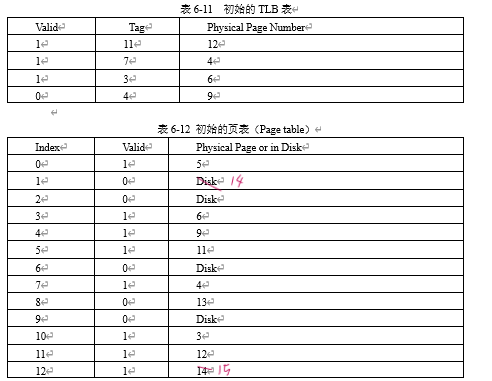 表 6-11 初始的 TLB 表↵
Valid↵ Tag↵ Physical Page Number↵
1↵ 11↵ 12↵
1↵ 7↵ 4↵
1↵ 3↵ 6↵
0↵ 4↵ 9↵
↵
表 6-12 初始的页表（Page table）↵
Index↵ Valid↵ Physical Page or in Disk↵
0↵ 1↵ 5↵
1↵ 0↵ Disk↵ 14
2↵ 0↵ Disk↵
3↵ 1↵ 6↵
4↵ 1↵ 9↵
5↵ 1↵ 11↵
6↵ 0↵ Disk↵
7↵ 1↵ 4↵
8↵ 0↵ 13↵
9↵ 0↵ Disk↵
10↵ 1↵ 3↵
11↵ 1↵ 12↵
12↵ 1↵ 14↵ 15